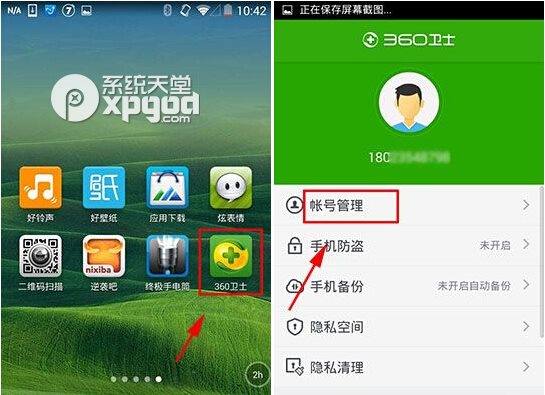 10:42
系统天堂
xpgod
.com
好铃声
好壁纸
应用下载
炫表情
二维码扫描
nixiba
逆袭吧
终极手电筒
360卫士
2h
正在保存屏幕截图...
360卫士
180
帐号管理
手机防盗
未开启
手机备份
未开启自动备份
隐私空间
隐私清理